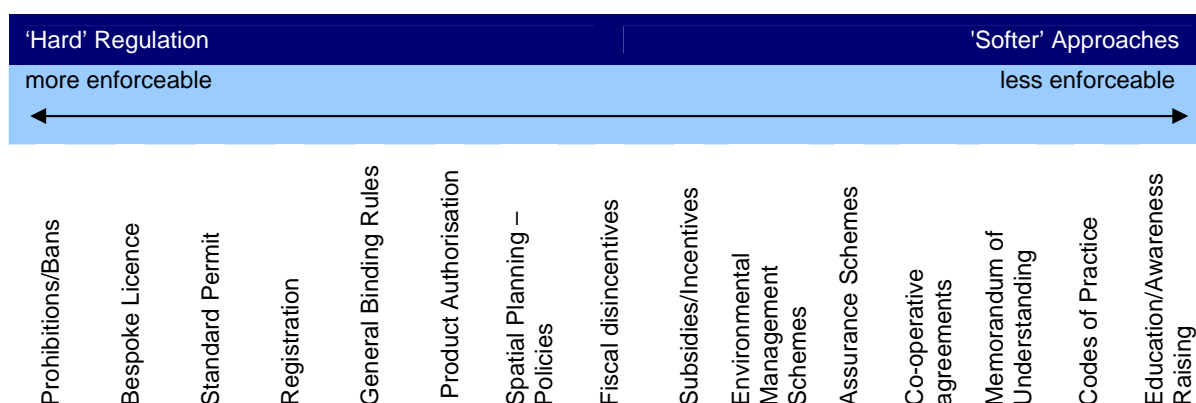 ‘Hard’ Regulation
'Softer' Approaches
more enforceable
less enforceable
Prohibitions/Bans
Bespoke Licence
Standard Permit
Registration
General Binding Rules
Product Authorisation
Spatial Planning –
Policies
Fiscal disincentives
Subsidies/Incentives
Environmental
Management
Schemes
Assurance Schemes
Co-operative
agreements
Memorandum of
Understanding
Codes of Practice
Education/Awareness
Raising